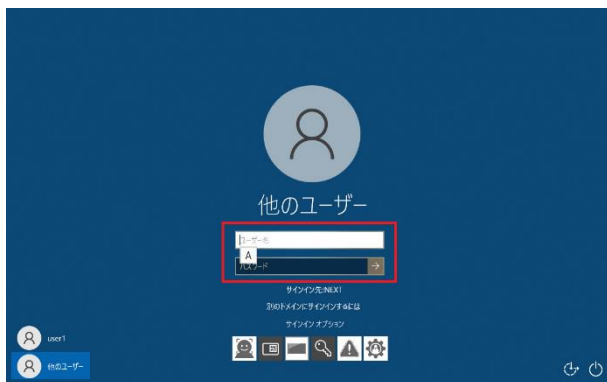 他のユーザー
ユーザー名
A
パスワード
サインイン先:NEXT
別のドメインにサインインするには
サインイン オプション
user1
他のユーザー